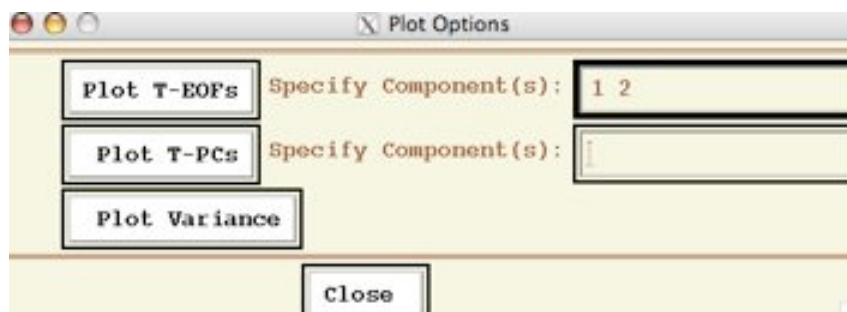 Plot Options
Plot T-EOFs Specify Component(s): 1 2
Plot T-PCs Specify Component(s):
Plot Variance
Close